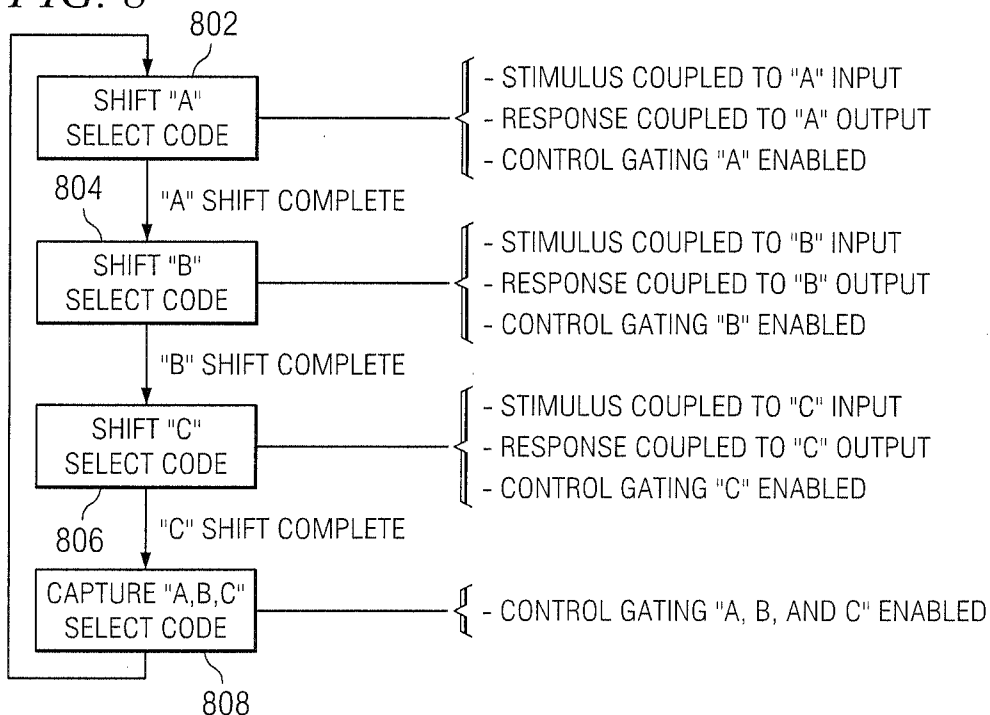 FIG. 8
802
SHIFT "A"
SELECT CODE
- STIMULUS COUPLED TO "A" INPUT
- RESPONSE COUPLED TO "A" OUTPUT
- CONTROL GATING "A" ENABLED
804
"A" SHIFT COMPLETE
SHIFT "B"
SELECT CODE
- STIMULUS COUPLED TO "B" INPUT
- RESPONSE COUPLED TO "B" OUTPUT
- CONTROL GATING "B" ENABLED
"B" SHIFT COMPLETE
SHIFT "C"
SELECT CODE
- STIMULUS COUPLED TO "C" INPUT
- RESPONSE COUPLED TO "C" OUTPUT
- CONTROL GATING "C" ENABLED
806
"C" SHIFT COMPLETE
CAPTURE "A,B,C"
SELECT CODE
- CONTROL GATING "A, B, AND C" ENABLED
808